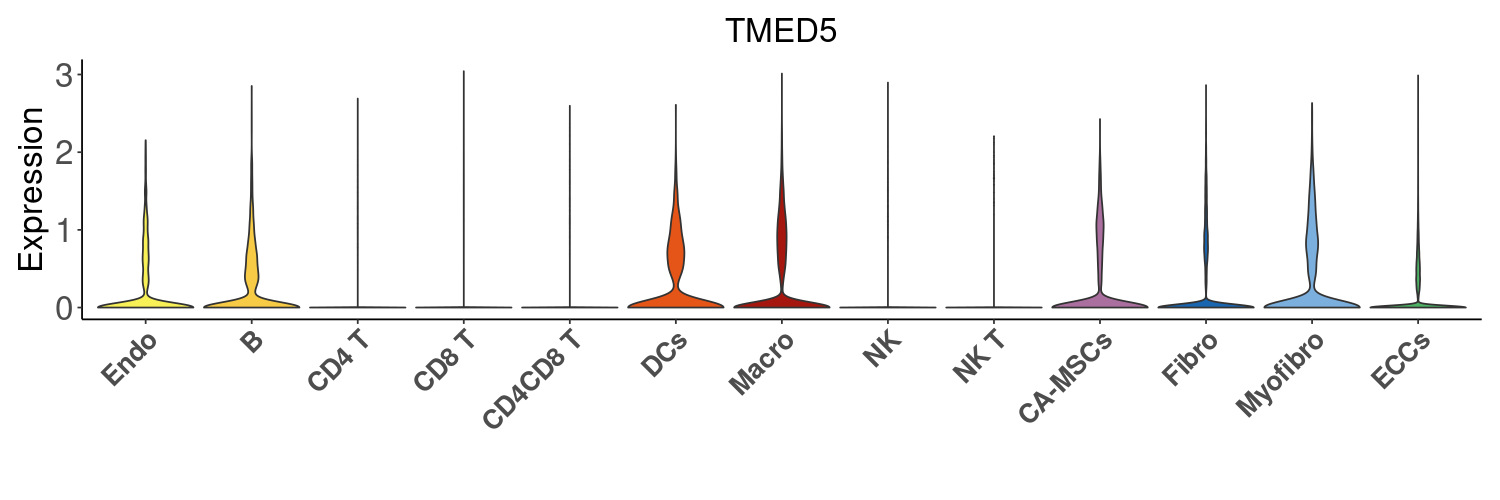 TMED5
Expression
3
2
1
0
Endo
B
CD4 T
CD8 T
CD4CD8 T
DCs
Macro
NK
NK T
CA-MSCs
Fibro
Myofibro
ECCs